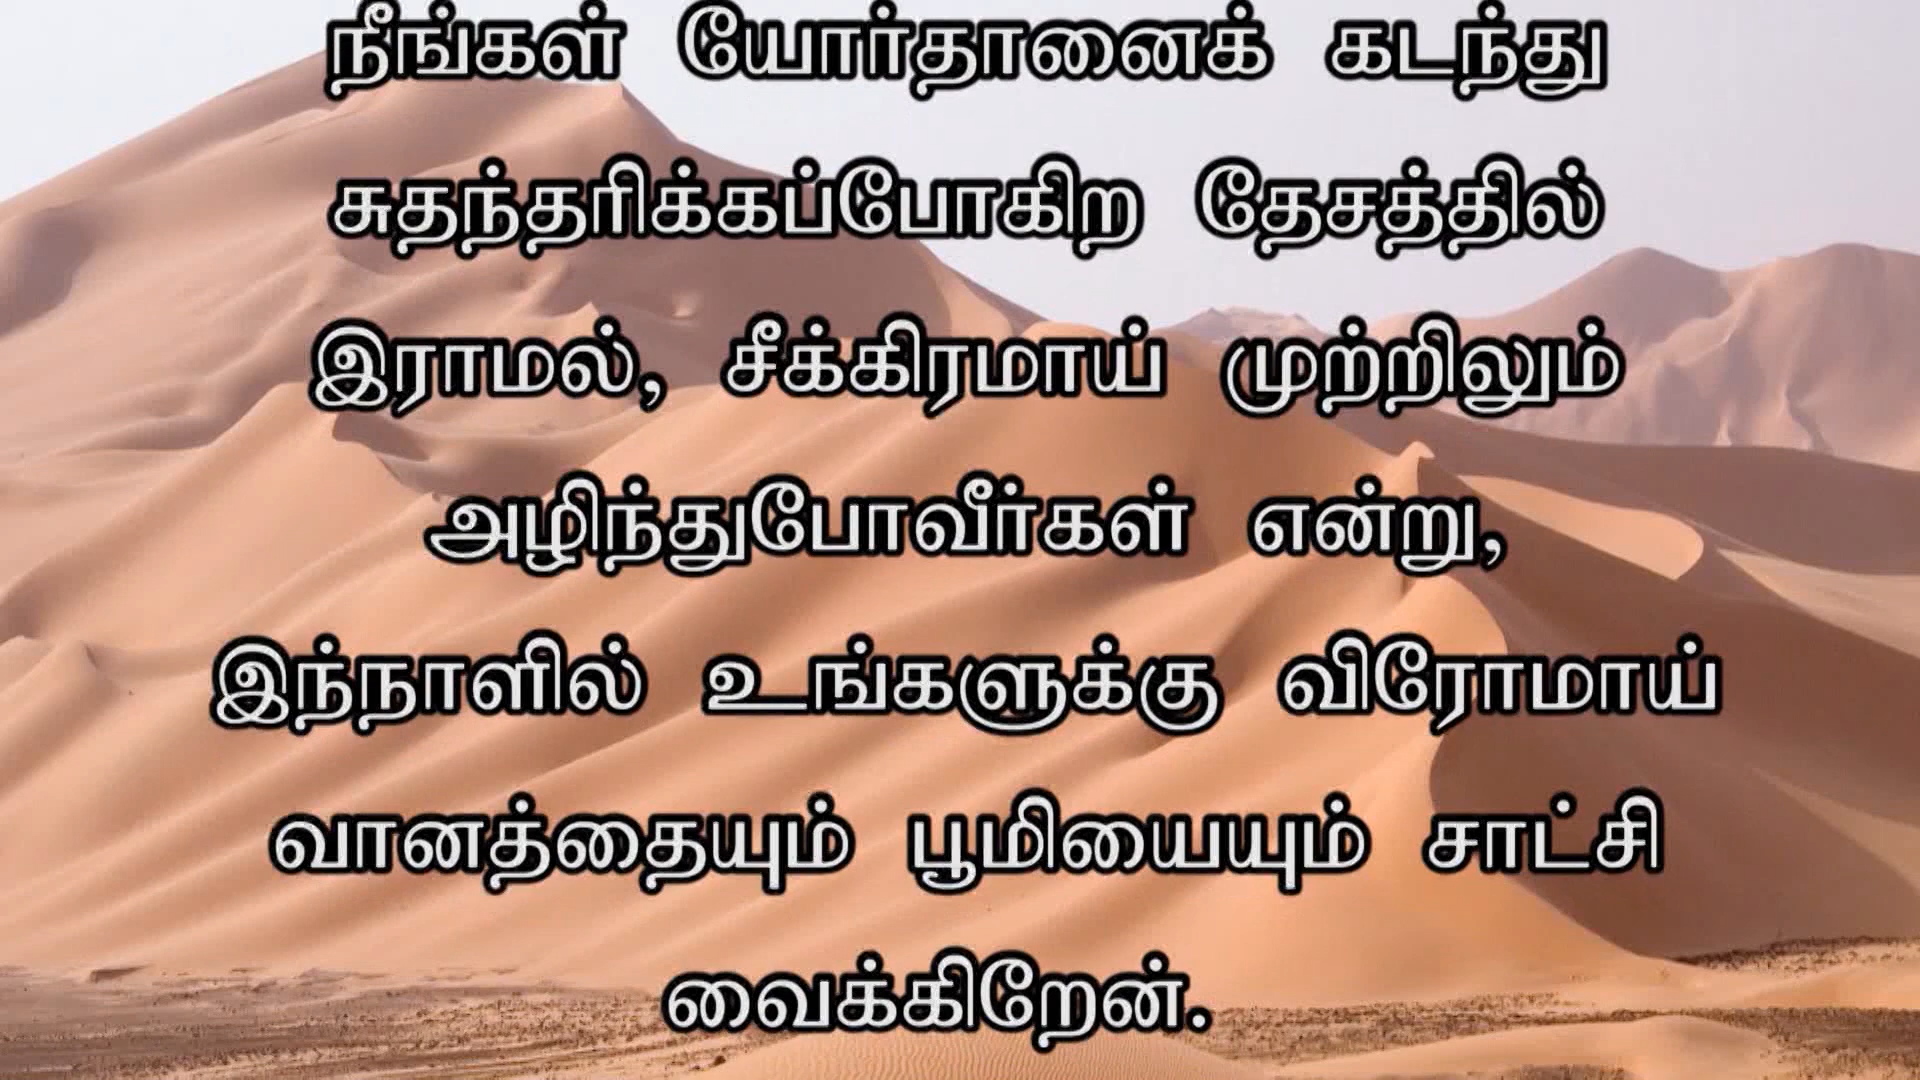 நீங்கள் யோர்தானைக் கடந்து
சுதந்தரிக்கப்போகிற தேசத்தில்
இராமல், சீக்கிரமாய் முற்றிலும்
அழிந்துபோவீர்கள் என்று,
இந்நாளில் உங்களுக்கு விரோமாய்
வானத்தையும் பூமியையும் சாட்சி
வைக்கிறேன்.